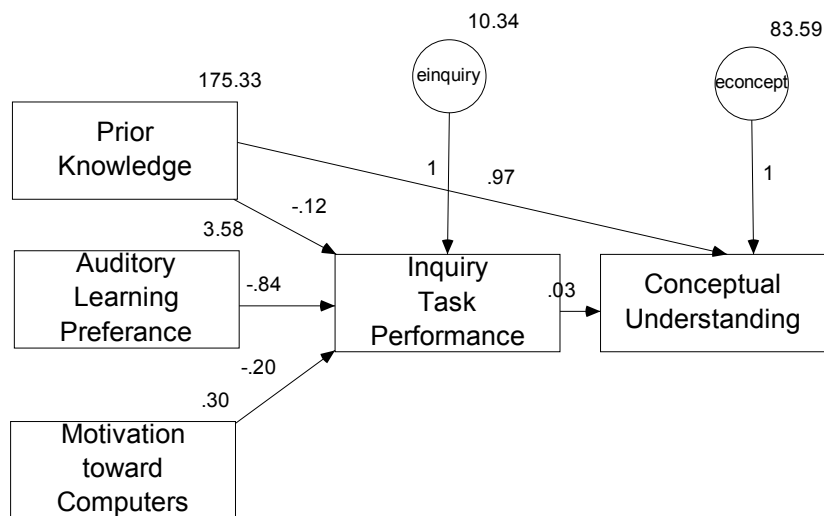 10.34
83.59
175.33
einquiry
econcept
Prior
Knowledge
1
.97
1
-.12
3.58
Auditory
Learning
Preferance
-.84
Inquiry
Task
Performance
.03
Conceptual
Understanding
-.20
.30
Motivation
toward
Computers